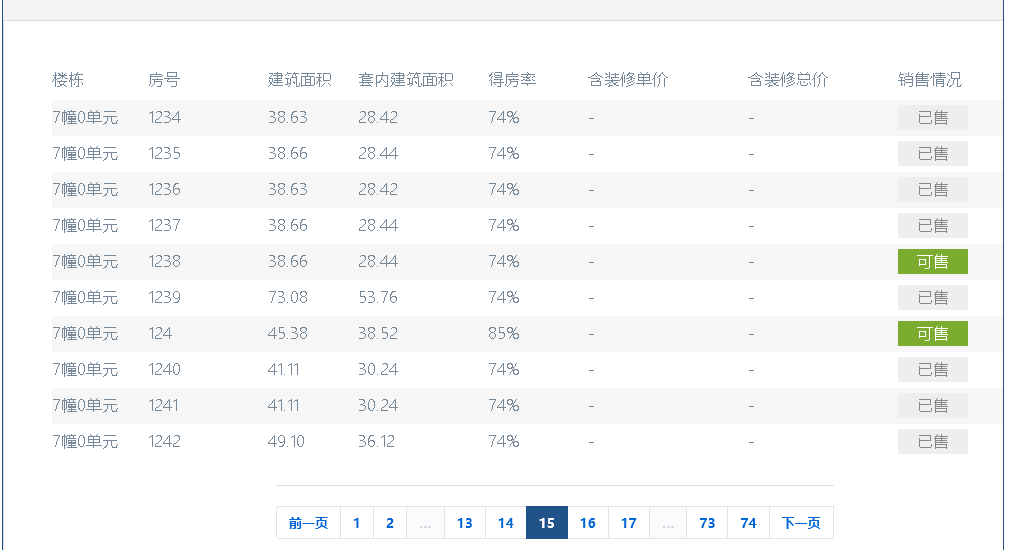 楼栋 房号 建筑面积 套内建筑面积 得房率 含装修单价 含装修总价 销售情况
7幢0单元 1234 38.63 28.42 74% - - 已售
7幢0单元 1235 38.66 28.44 74% - - 已售
7幢0单元 1236 38.63 28.42 74% - - 已售
7幢0单元 1237 38.66 28.44 74% - - 已售
7幢0单元 1238 38.66 28.44 74% - - 可售
7幢0单元 1239 73.08 53.76 74% - - 已售
7幢0单元 124 45.38 38.52 85% - - 可售
7幢0单元 1240 41.11 30.24 74% - - 已售
7幢0单元 1241 41.11 30.24 74% - - 已售
7幢0单元 1242 49.10 36.12 74% - - 已售
前一页 1 2 ... 13 14 15 16 17 ... 73 74 下一页